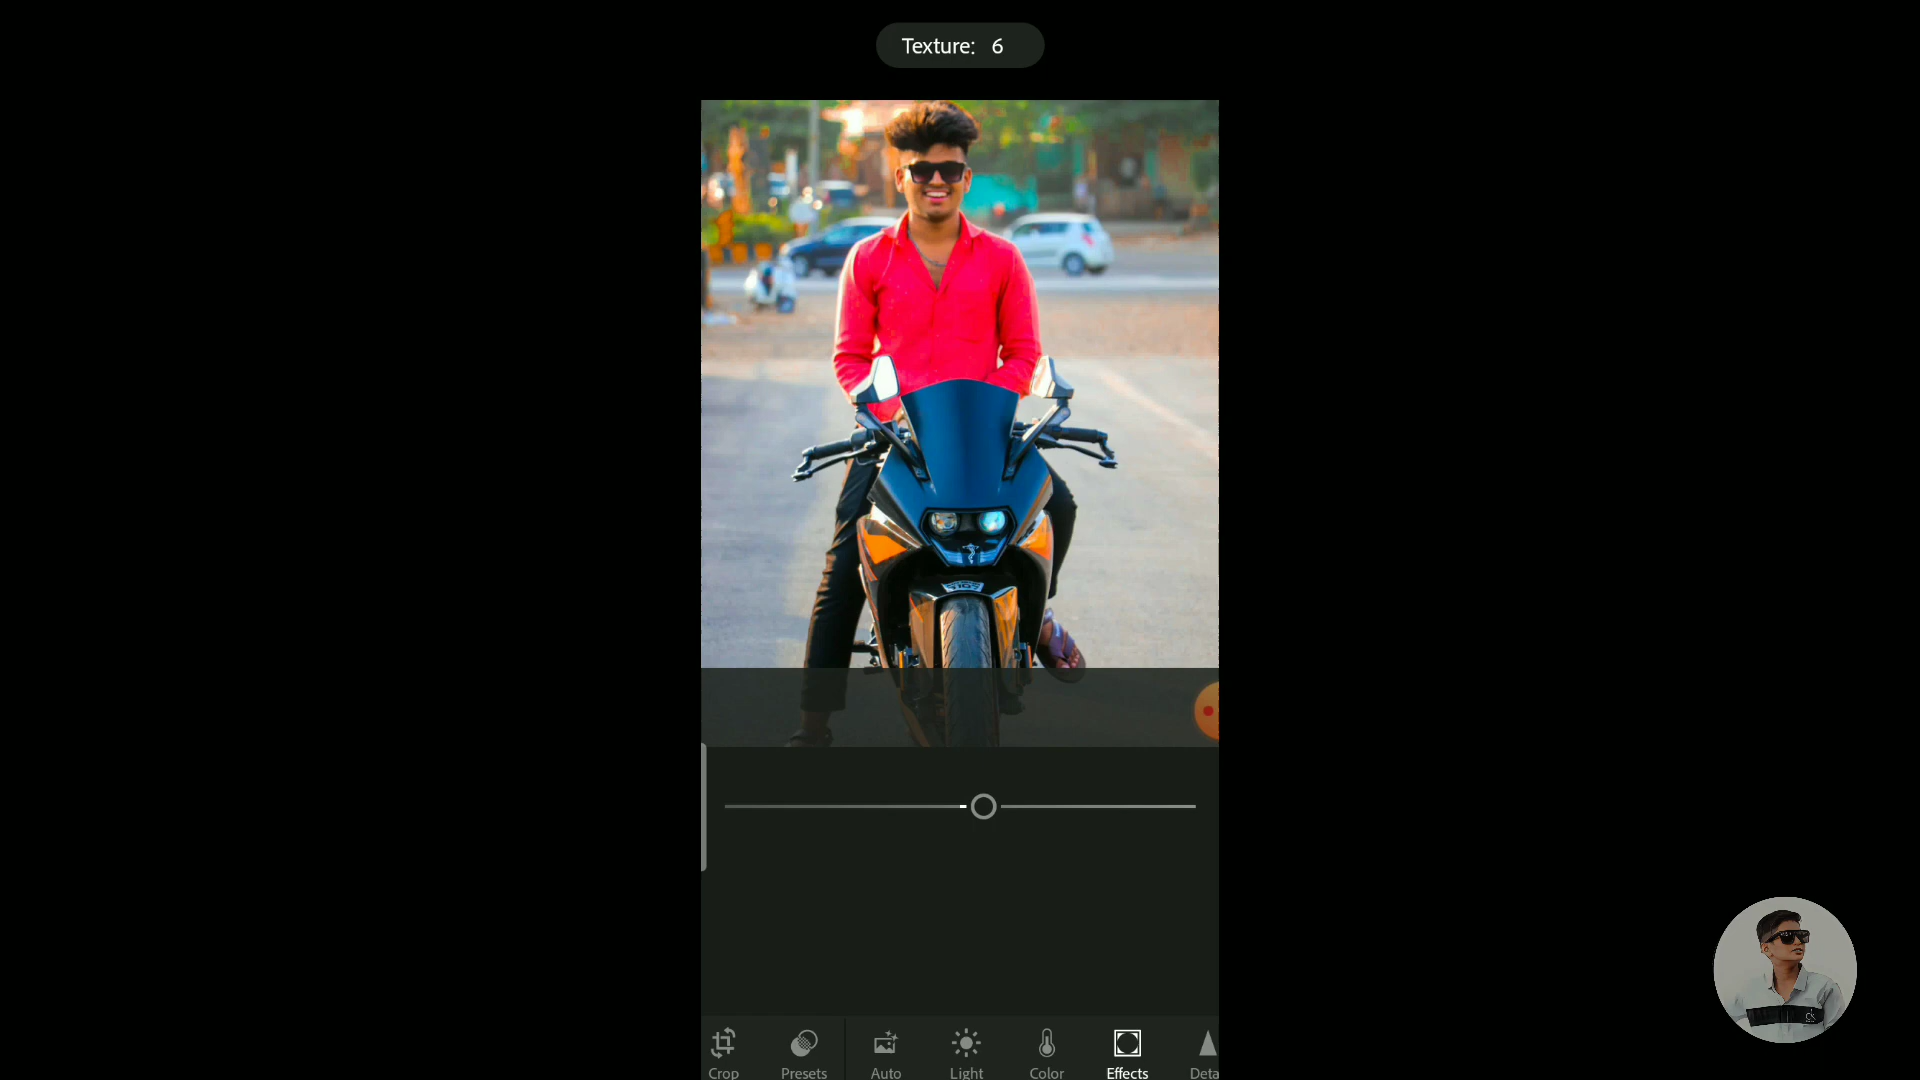 Texture: 6
Crop
Presets
Auto
Light
Color
Effects
Deta